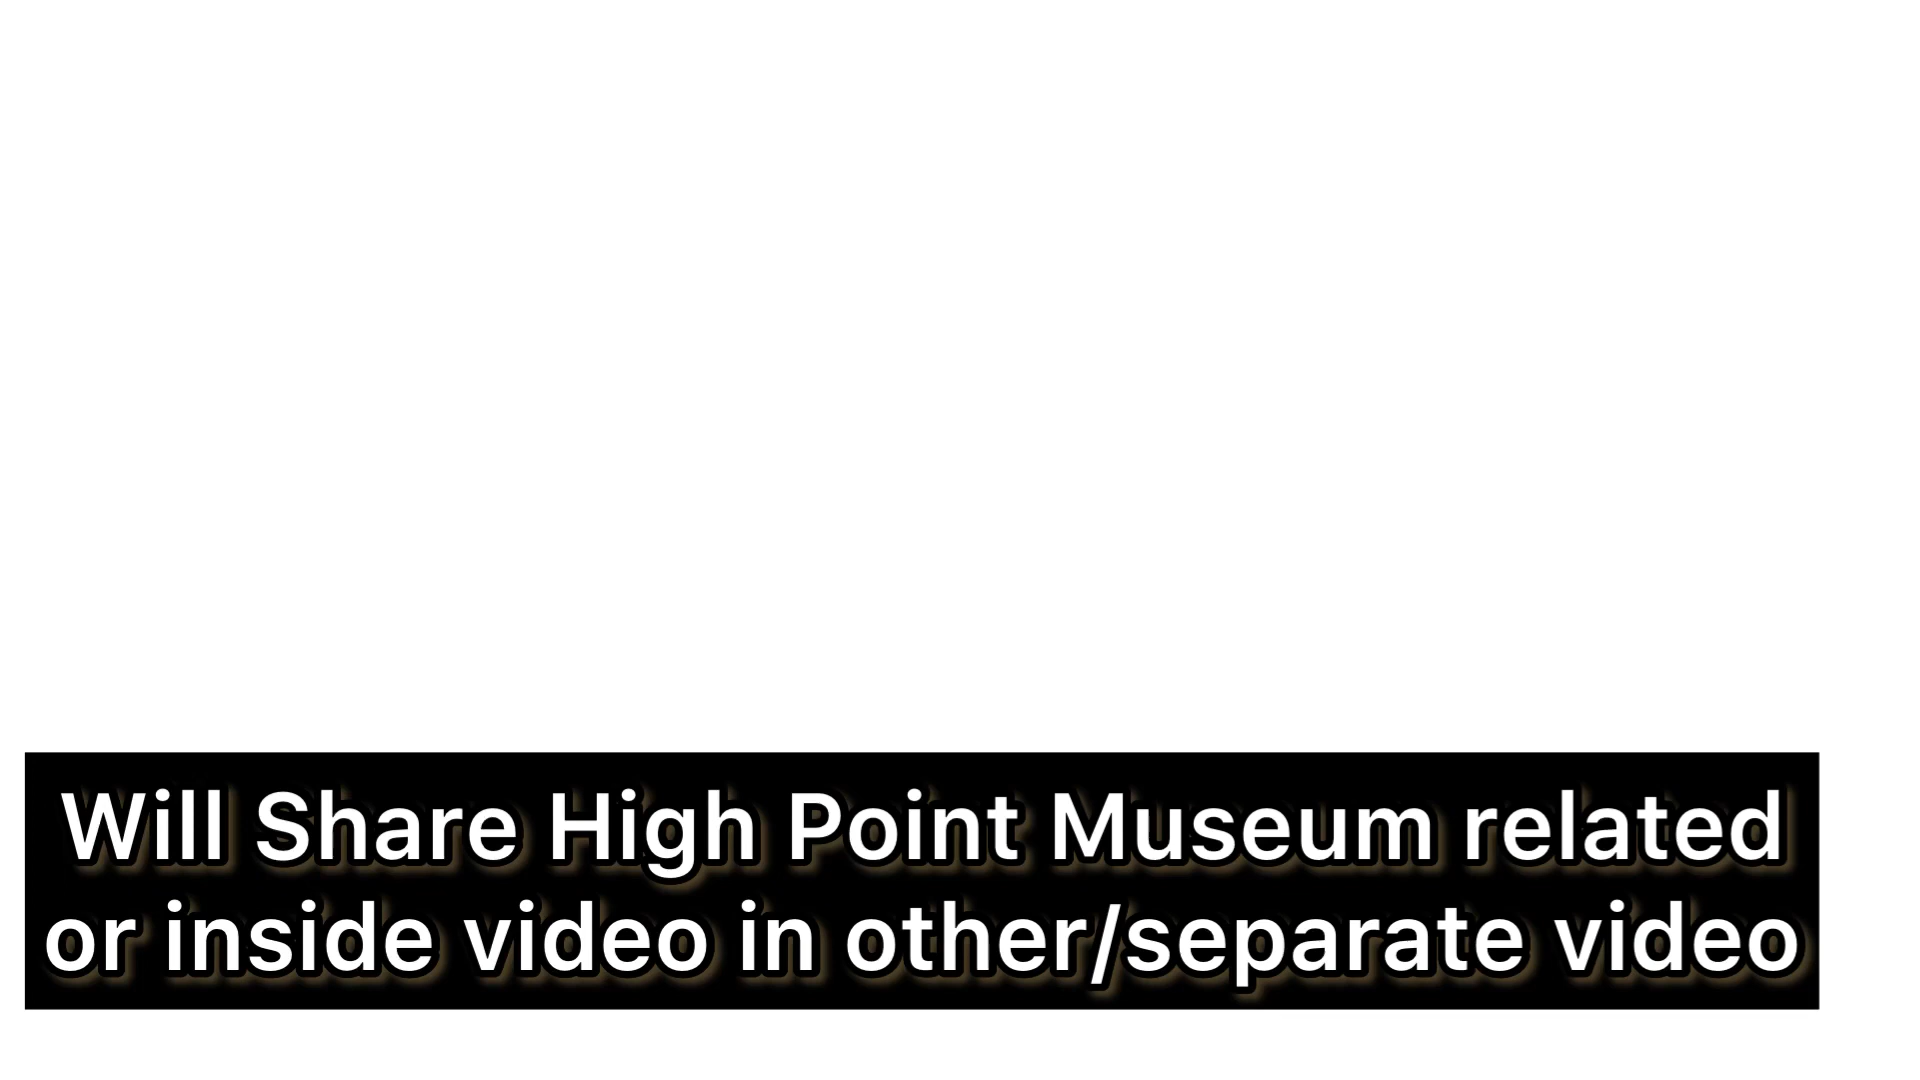 Will Share High Point Museum related
or inside video in other/separate video